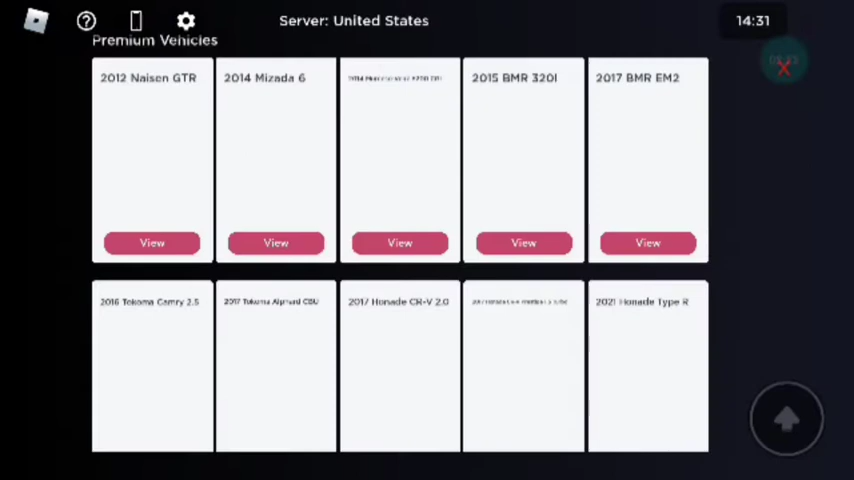 Server: United States
14:31
Premium Vehicles
2012 Naisen GTR
2014 Mizada 6
2015 BMR 320I
2017 BMR EM2
View
View
View
View
View
2016 Tokoma Camry 2.5
2017 Tokoma Alphard CBU
2017 Honade CR-V 2.0
2021 Honade Type R